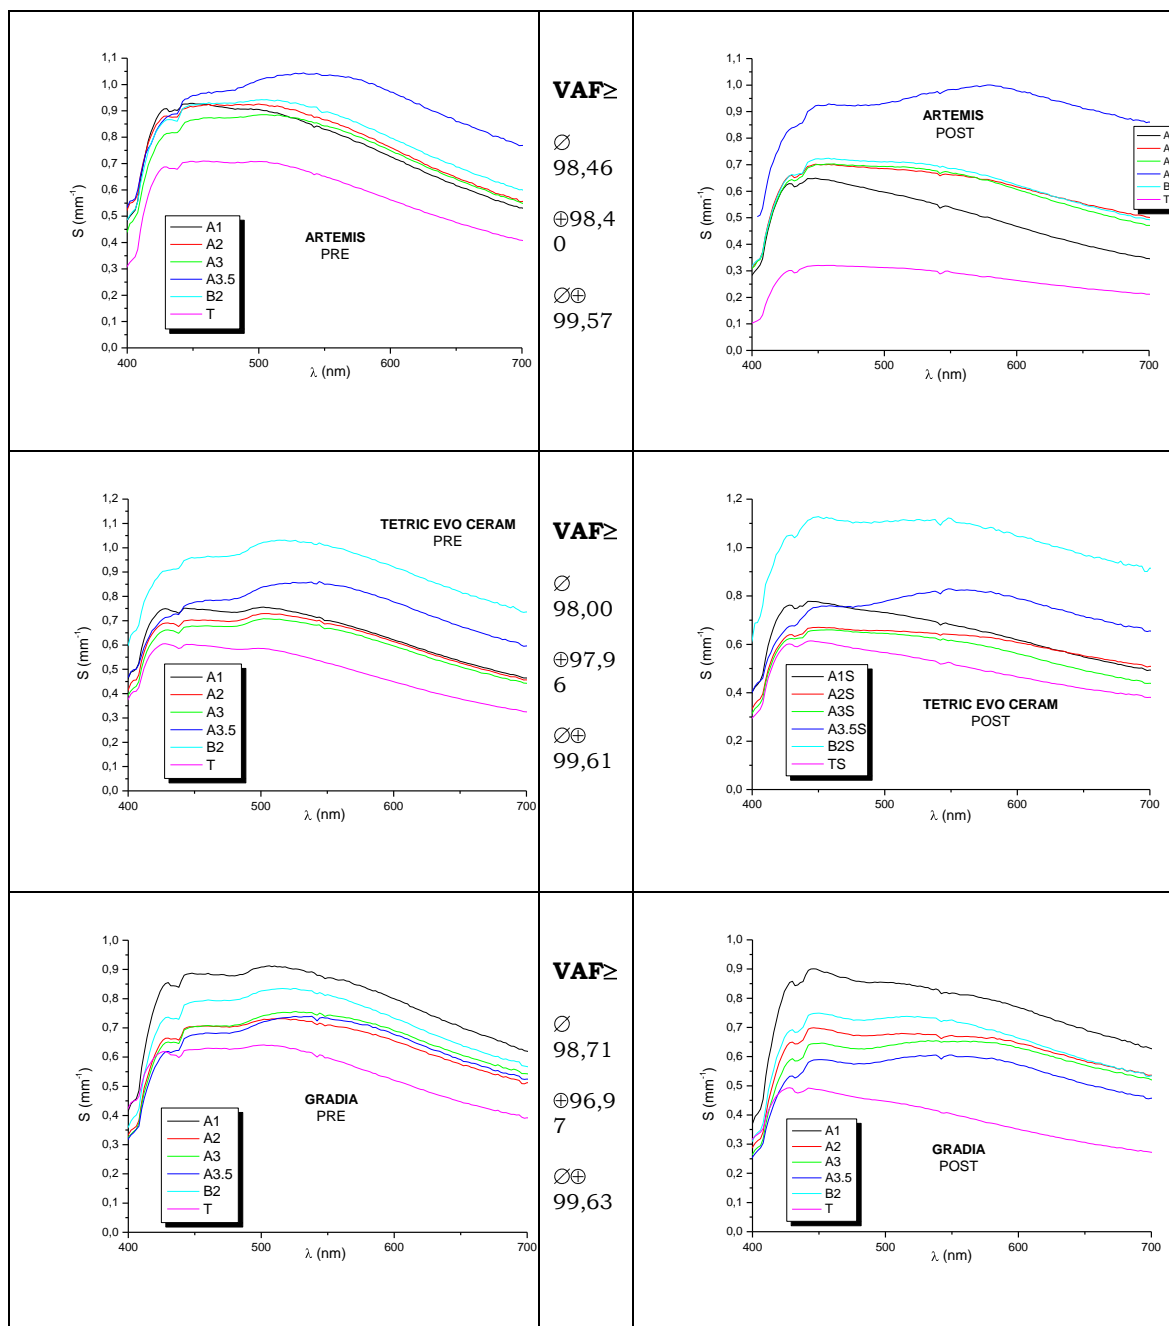 1,1
1,0
0,9
0,8
0,7
0,6
0,5
0,4
0,3
0,2
0,1
0,0
400 500 600 700
S (mm⁻¹)
λ (nm)
A1
A2
A3
A3.5
B2
T
ARTEMIS
PRE
VAF≥
∅
98,46
⊕98,4
0
∅⊕
99,57
1,1
1,0
0,9
0,8
0,7
0,6
0,5
0,4
0,3
0,2
0,1
0,0
400 500 600 700
S (mm⁻¹)
λ (nm)
ARTEMIS
POST
A
A
A
A
B
T
1,2
1,1
1,0
0,9
0,8
0,7
0,6
0,5
0,4
0,3
0,2
0,1
0,0
400 500 600 700
S (mm⁻¹)
λ (nm)
TETRIC EVO CERAM
PRE
A1
A2
A3
A3.5
B2
T
VAF≥
∅
98,00
⊕97,9
6
∅⊕
99,61
1,2
1,0
0,8
0,6
0,4
0,2
0,0
400 500 600 700
S (mm⁻¹)
λ (nm)
A1S
A2S
A3S
A3.5S
B2S
TS
TETRIC EVO CERAM
POST
1,0
0,9
0,8
0,7
0,6
0,5
0,4
0,3
0,2
0,1
0,0
400 500 600 700
S (mm⁻¹)
λ (nm)
A1
A2
A3
A3.5
B2
T
GRADIA
PRE
VAF≥
∅
98,71
⊕96,9
7
∅⊕
99,63
1,0
0,9
0,8
0,7
0,6
0,5
0,4
0,3
0,2
0,1
0,0
400 500 600 700
S (mm⁻¹)
λ (nm)
A1
A2
A3
A3.5
B2
T
GRADIA
POST